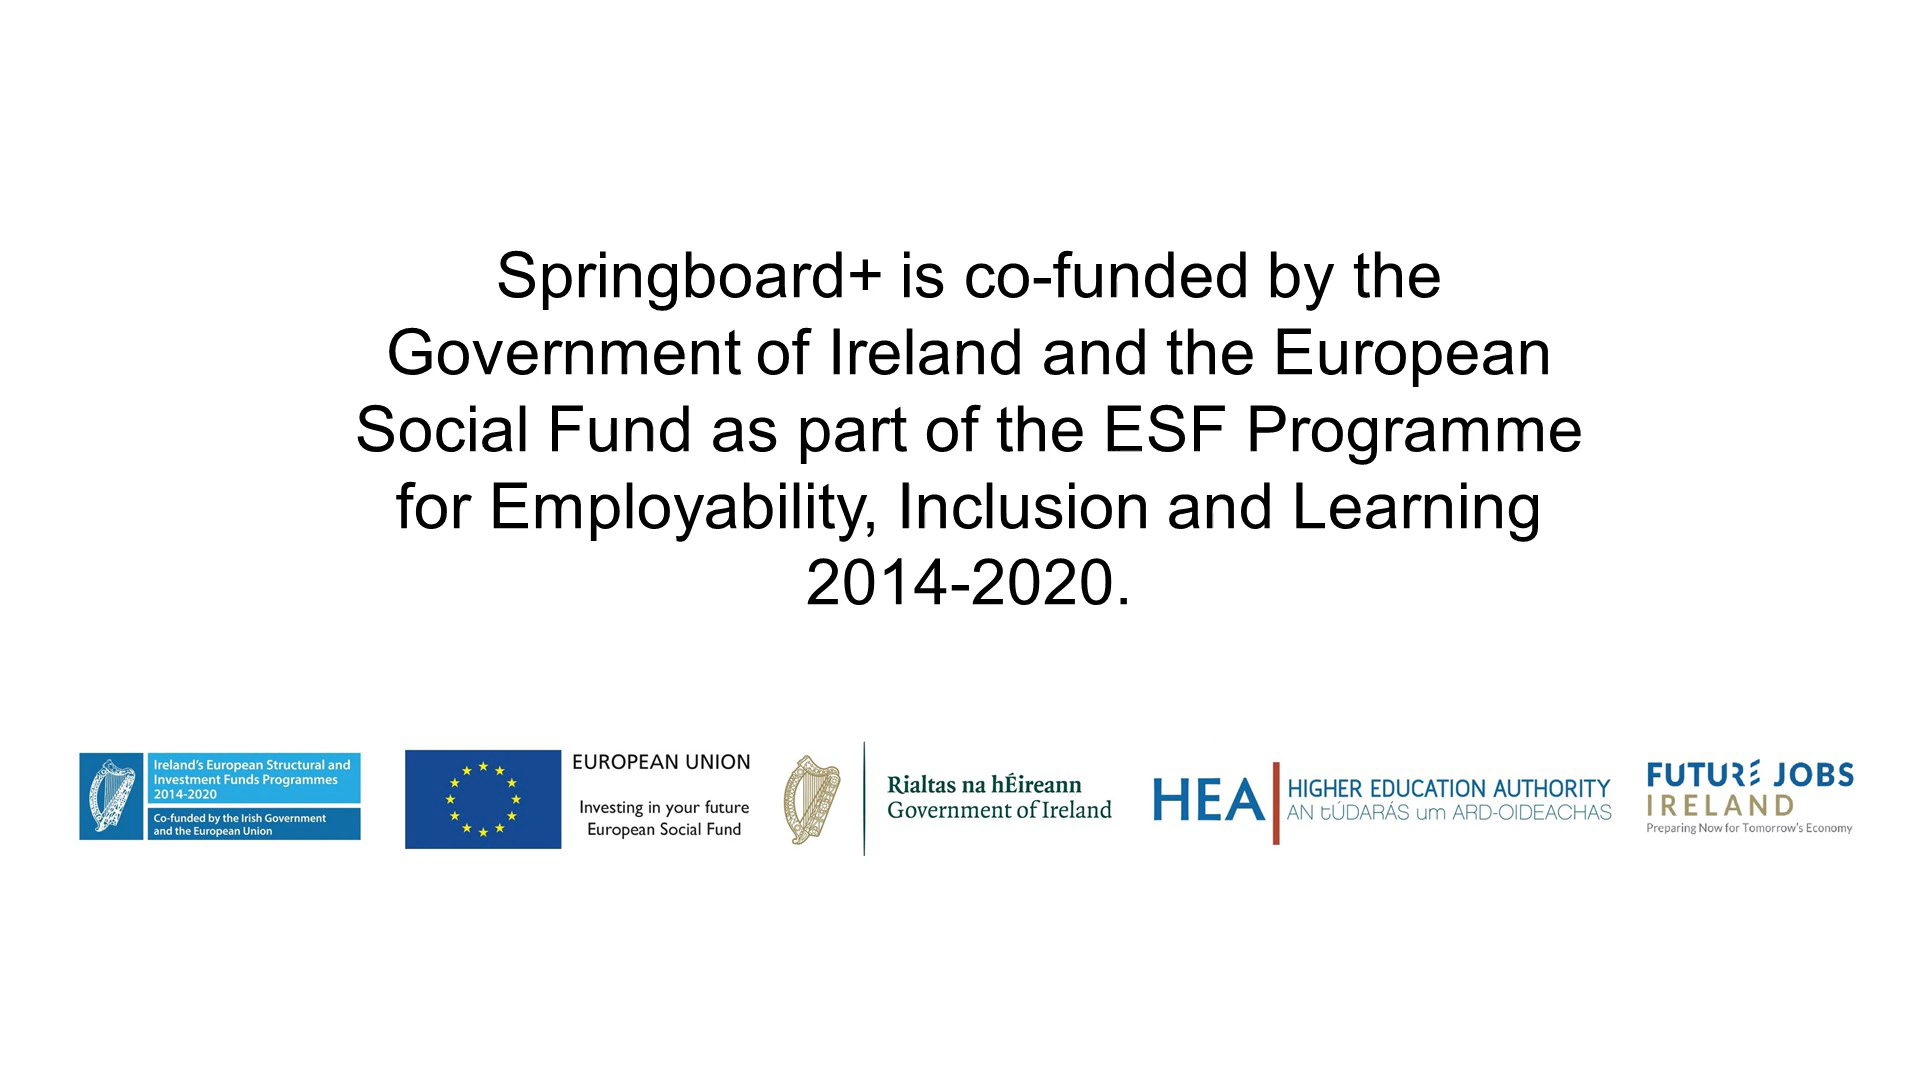 Springboard+ is co-funded by the
Government of Ireland and the European
Social Fund as part of the ESF Programme
for Employability, Inclusion and Learning
2014-2020.
Ireland's European Structural and
Investment Funds Programmes
2014-2020
Co-funded by the Irish Government
and the European Union
EUROPEAN UNION
Investing in your future
European Social Fund
Rialtas na hÉireann
Government of Ireland
HEA
HIGHER EDUCATION AUTHORITY
AN tÚDARÁS um ARD-OIDEACHAS
FUTURE JOBS
IRELAND
Preparing Now for Tomorrow's Economy